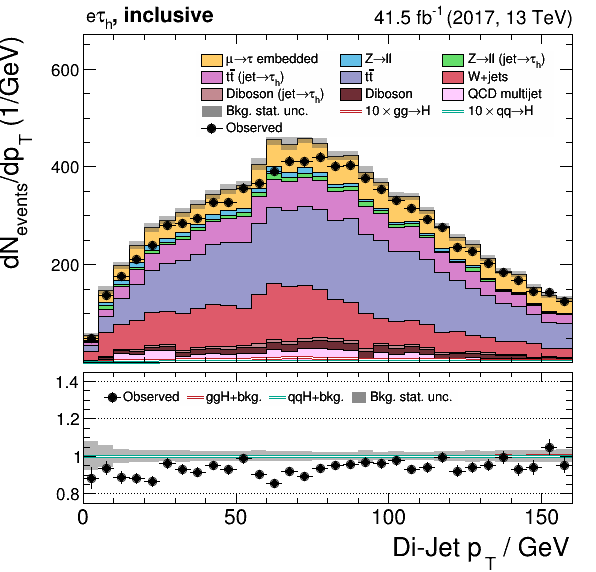 eτh, inclusive 41.5 fb⁻¹ (2017, 13 TeV)
dNevents/dpT (1/GeV)
600
400
200
μ→τ embedded Z→ll Z→ll (jet→τh)
tt̄ (jet→τh) tt̄ W+jets
Diboson (jet→τh) Diboson QCD multijet
Bkg. stat. unc. 10 × gg→H 10 × qq→H
Observed
1.4
1.2
1
0.8
Observed ggH+bkg. qqH+bkg. Bkg. stat. unc.
0 50 100 150
Di-Jet pT / GeV